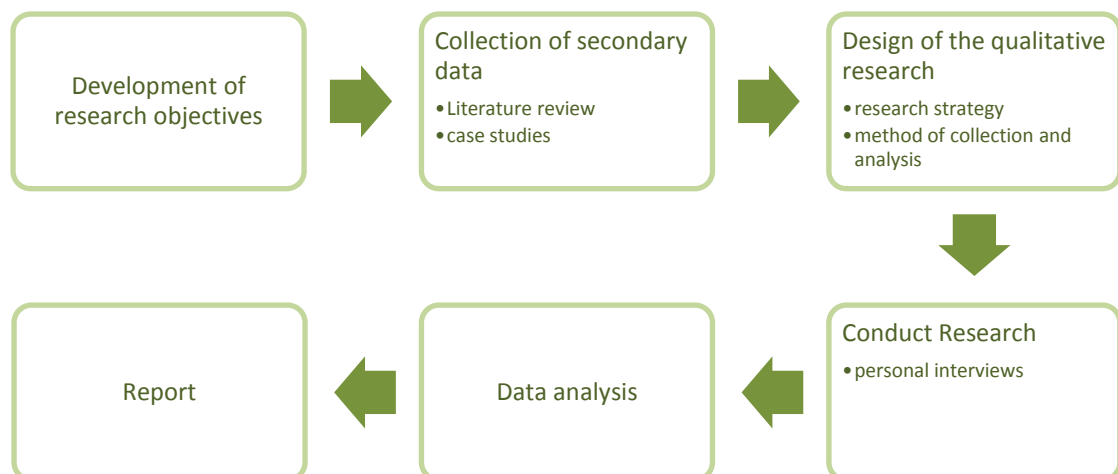 Development of
research objectives
Collection of secondary
data
•Literature review
•case studies
Design of the qualitative
research
•research strategy
•method of collection and
analysis
Conduct Research
•personal interviews
Data analysis
Report